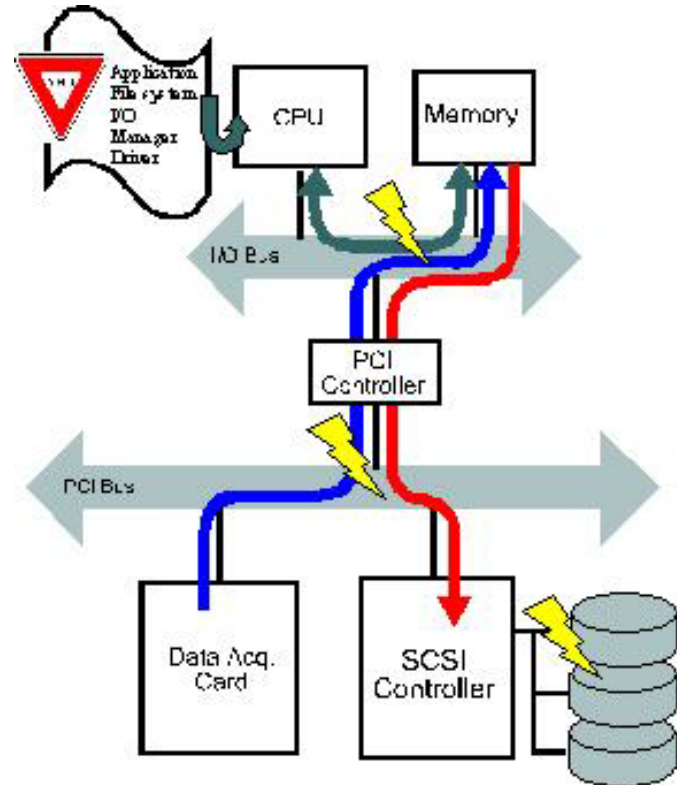 Application
File system
I/O
Manager
Driver
CPU
Memory
I/O Bus
PCI
Controller
PCI Bus
Data Acq.
Card
SCSI
Controller